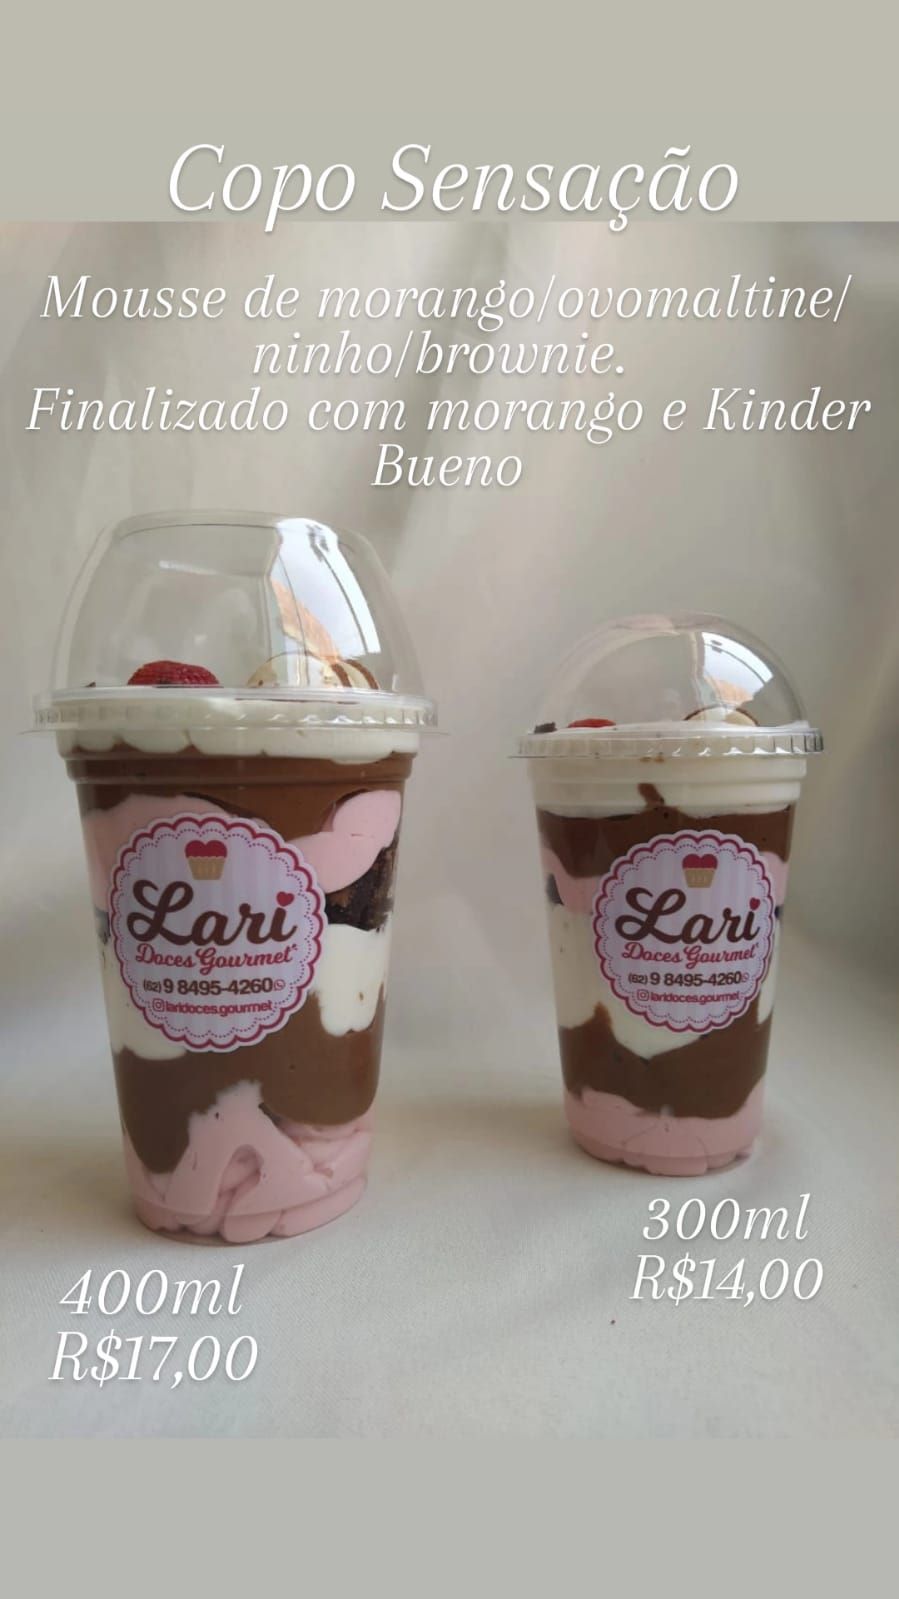 Copo Sensação
Mousse de morango/ovomaltine/
ninho/brownie.
Finalizado com morango e Kinder
Bueno
Lari
Doces Gourmet
(62) 9 8495-4260
laridoces.gourmet
Lari
Doces Gourmet
(62) 9 8495-4260
laridoces.gourmet
300ml
R$14,00
400ml
R$17,00